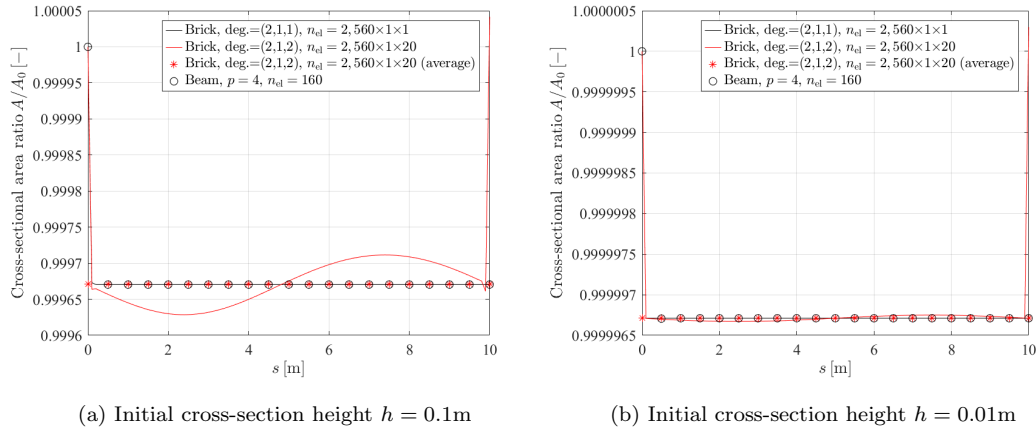 1.00005
1
0.99995
0.9999
0.99985
0.9998
0.99975
0.9997
0.99965
0.9996
Cross-sectional area ratio A/A₀ [−]
Brick, deg.=(2,1,1), nₑₗ = 2,560×1×1
Brick, deg.=(2,1,2), nₑₗ = 2,560×1×20
Brick, deg.=(2,1,2), nₑₗ = 2,560×1×20 (average)
Beam, p = 4, nₑₗ = 160
0 2 4 6 8 10
s [m]
(a) Initial cross-section height h = 0.1m
1.0000005
1
0.9999995
0.999999
0.9999985
0.999998
0.9999975
0.999997
0.9999965
Cross-sectional area ratio A/A₀ [−]
Brick, deg.=(2,1,1), nₑₗ = 2,560×1×1
Brick, deg.=(2,1,2), nₑₗ = 2,560×1×20
Brick, deg.=(2,1,2), nₑₗ = 2,560×1×20 (average)
Beam, p = 4, nₑₗ = 160
0 2 4 6 8 10
s [m]
(b) Initial cross-section height h = 0.01m